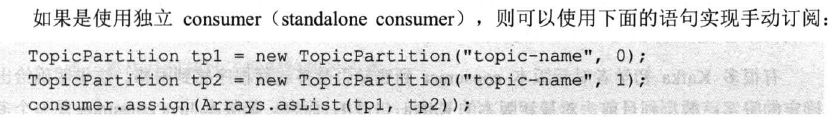 如果是使用独立 consumer（standalone consumer），则可以使用下面的语句实现手动订阅：
TopicPartition tp1 = new TopicPartition("topic-name", 0);
TopicPartition tp2 = new TopicPartition("topic-name", 1);
consumer.assign(Arrays.asList(tp1, tp2));